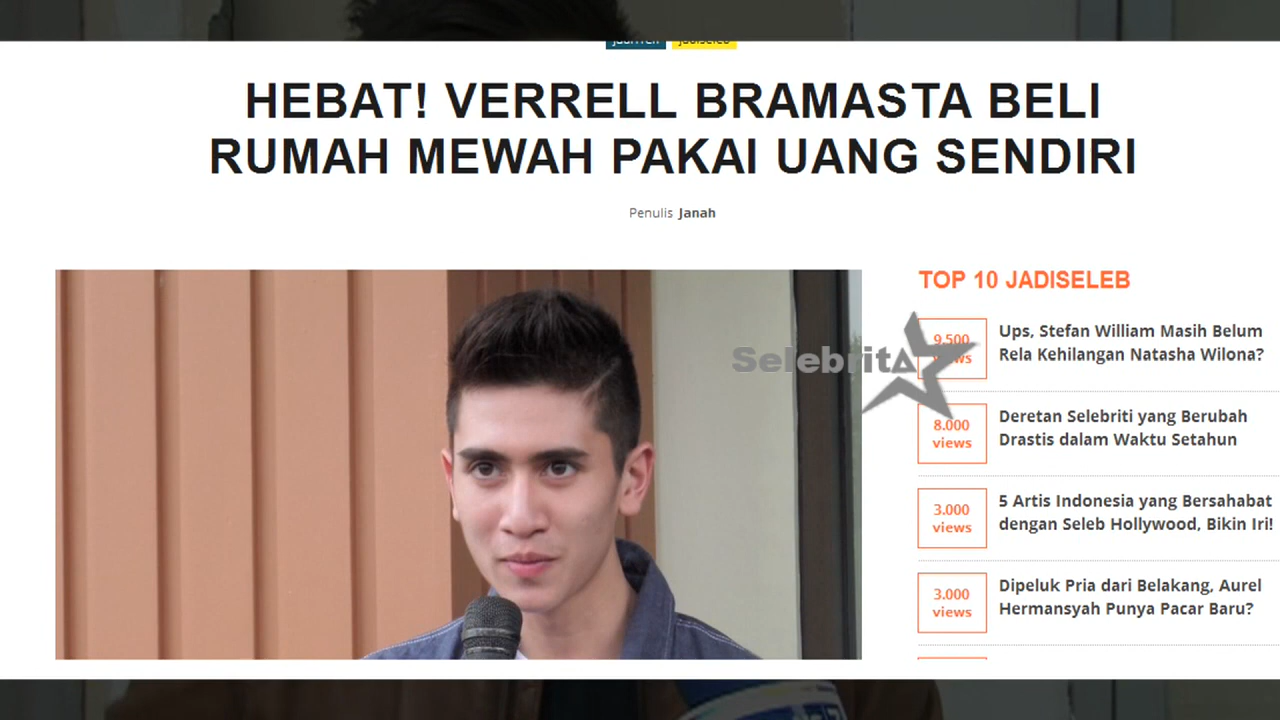 HEBAT! VERRELL BRAMASTA BELI
RUMAH MEWAH PAKAI UANG SENDIRI
Penulis Janah
TOP 10 JADISELEB
9.500
views
Ups, Stefan William Masih Belum
Rela Kehilangan Natasha Wilona?
8.000
views
Deretan Selebriti yang Berubah
Drastis dalam Waktu Setahun
3.000
views
5 Artis Indonesia yang Bersahabat
dengan Seleb Hollywood, Bikin Iri!
3.000
views
Dipeluk Pria dari Belakang, Aurel
Hermansyah Punya Pacar Baru?
Selebrita